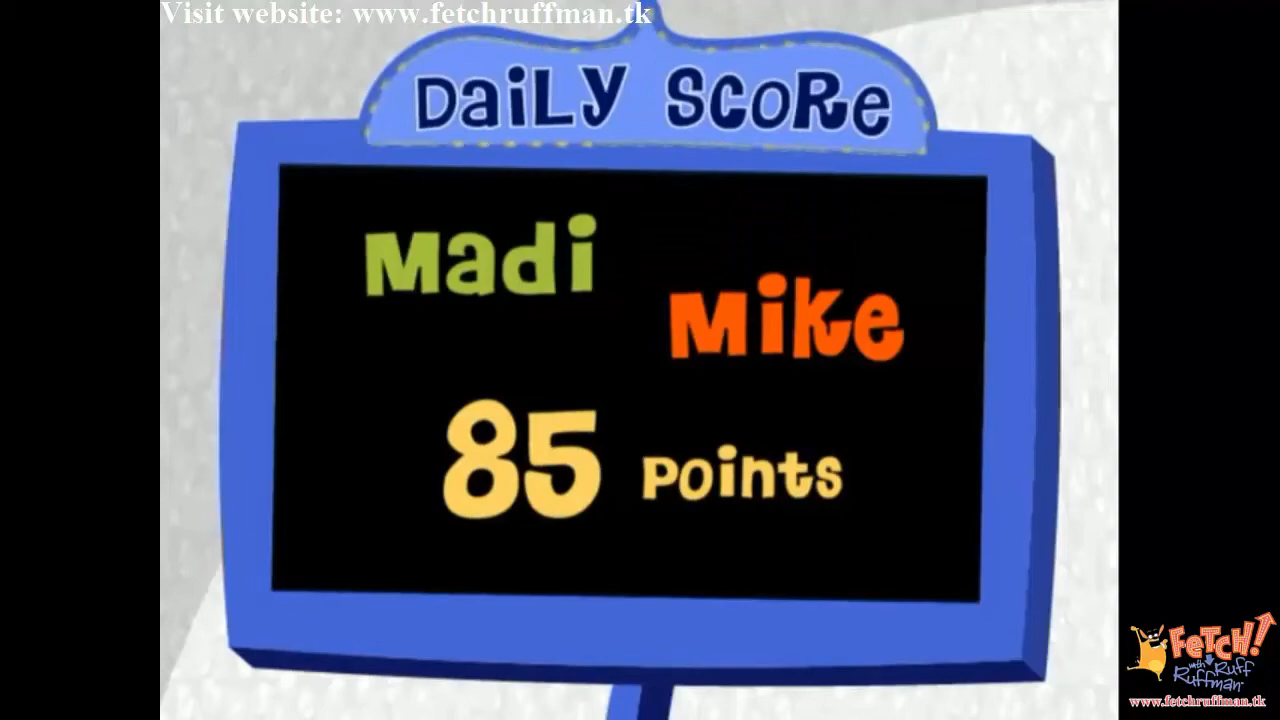 Visit website: www.fetchruffman.tk
Daily Score
Madi
Mike
85 points
FETCH!
with Ruff
Ruffman
www.fetchruffman.tk